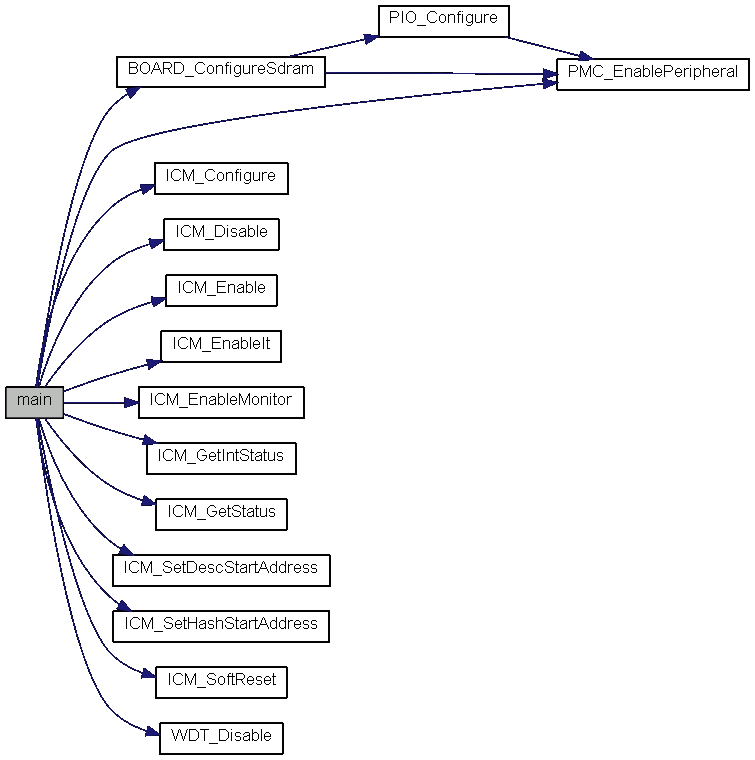 PIO_Configure
BOARD_ConfigureSdram
PMC_EnablePeripheral
ICM_Configure
ICM_Disable
ICM_Enable
ICM_EnableIt
main
ICM_EnableMonitor
ICM_GetIntStatus
ICM_GetStatus
ICM_SetDescStartAddress
ICM_SetHashStartAddress
ICM_SoftReset
WDT_Disable